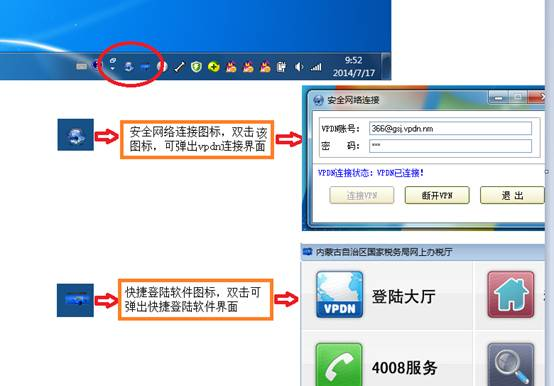 9:52
2014/7/17
安全网络连接图标，双击该
图标，可弹出vpdn连接界面
安全网络连接
VPDN账号：
366@gsj.vpdn.nm
密 码：
***
VPDN连接状态：VPDN已连接！
连接VPN
断开VPN
退 出
快捷登陆软件图标，双击可
弹出快捷登陆软件界面
内蒙古自治区国家税务局网上办税厅
VPDN
登陆大厅
4008服务